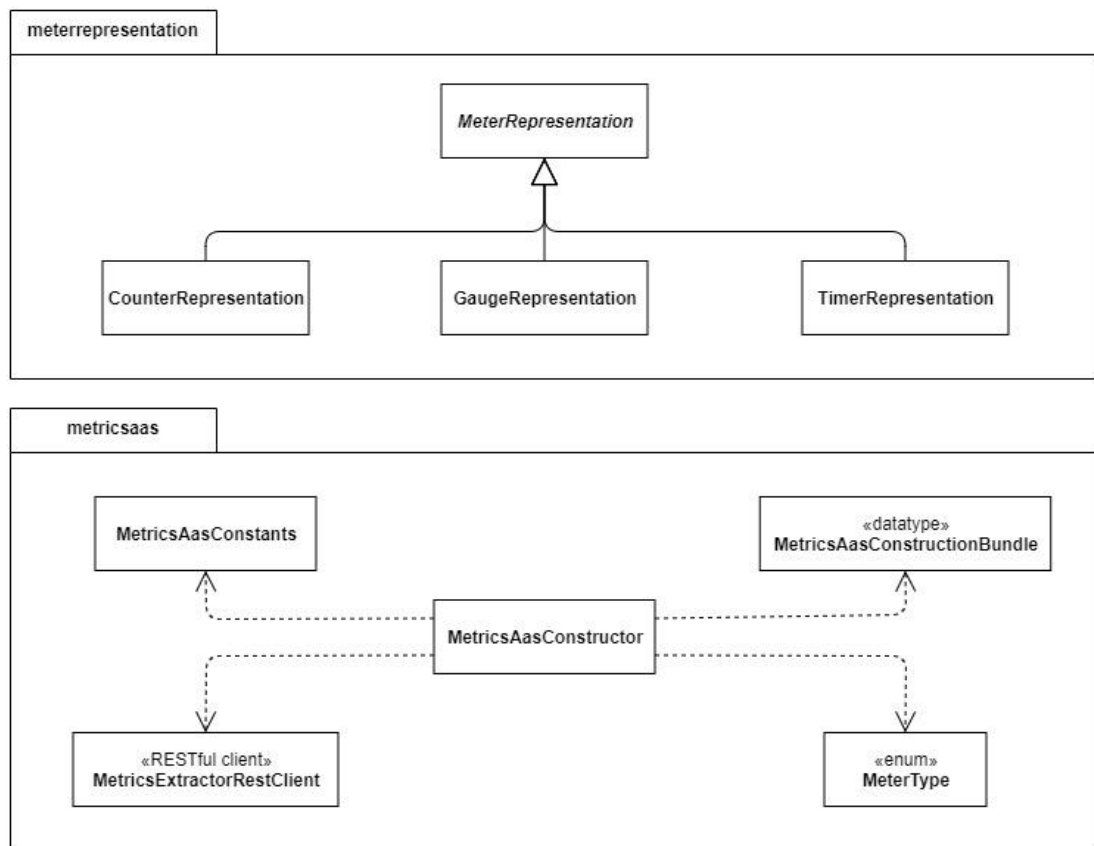 meterrepresentation
MeterRepresentation
CounterRepresentation
GaugeRepresentation
TimerRepresentation
metricsaas
MetricsAasConstants
«datatype»
MetricsAasConstructionBundle
MetricsAasConstructor
«RESTful client»
MetricsExtractorRestClient
«enum»
MeterType